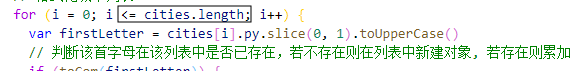 for (i = 0; i <= cities.length; i++) {
var firstLetter = cities[i].py.slice(0, 1).toUpperCase()
// 判断该首字母在该列表中是否已存在, 若不存在则在列表中新建对象, 若存在则累加